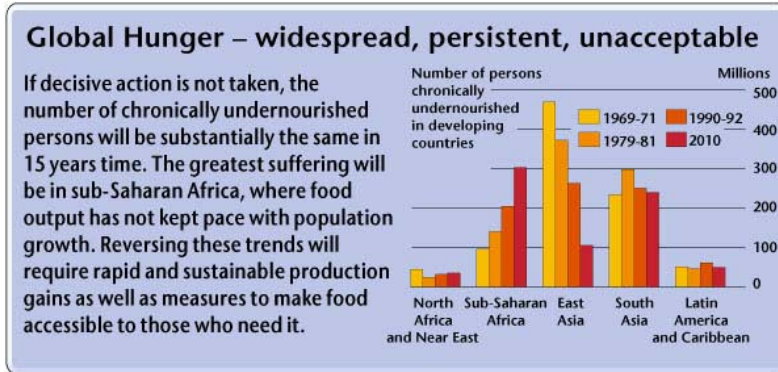 Global Hunger – widespread, persistent, unacceptable
If decisive action is not taken, the
number of chronically undernourished
persons will be substantially the same in
15 years time. The greatest suffering will
be in sub-Saharan Africa, where food
output has not kept pace with population
growth. Reversing these trends will
require rapid and sustainable production
gains as well as measures to make food
accessible to those who need it.
Number of persons
chronically
undernourished
in developing
countries
Millions
500
400
300
200
100
0
1969-71
1990-92
1979-81
2010
North
Africa
and Near East
Sub-Saharan
Africa
East
Asia
South
Asia
Latin
America
and Caribbean